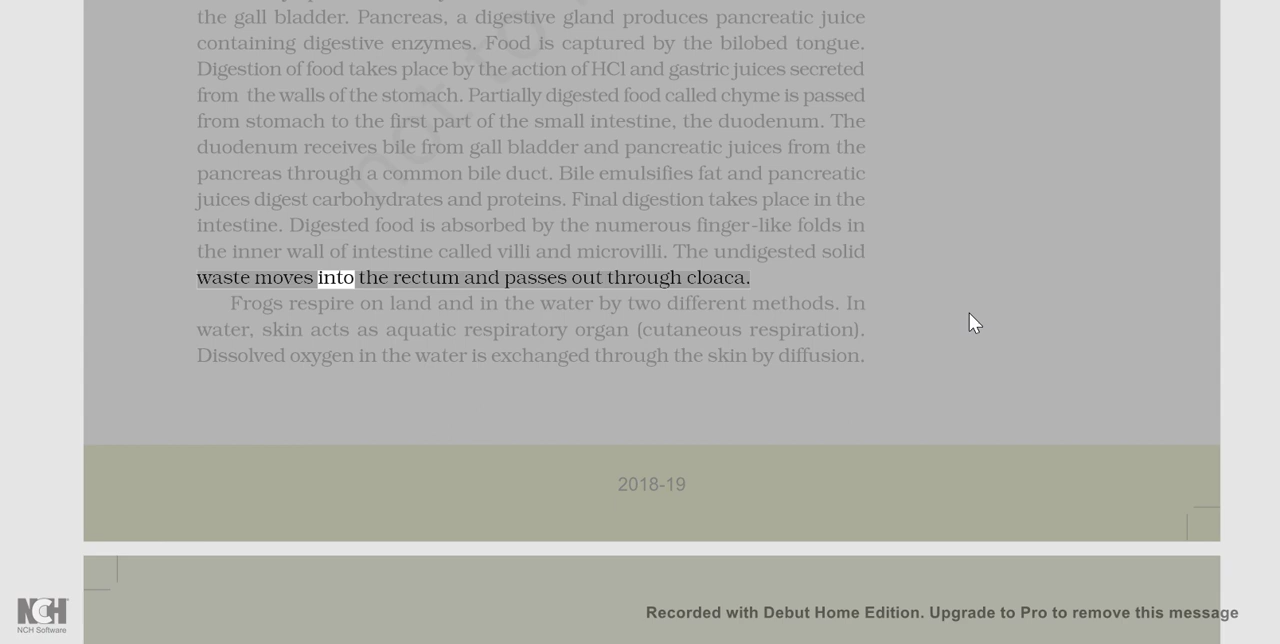 the gall bladder. Pancreas, a digestive gland produces pancreatic juice
containing digestive enzymes. Food is captured by the bilobed tongue.
Digestion of food takes place by the action of HCl and gastric juices secreted
from the walls of the stomach. Partially digested food called chyme is passed
from stomach to the first part of the small intestine, the duodenum. The
duodenum receives bile from gall bladder and pancreatic juices from the
pancreas through a common bile duct. Bile emulsifies fat and pancreatic
juices digest carbohydrates and proteins. Final digestion takes place in the
intestine. Digested food is absorbed by the numerous finger-like folds in
the inner wall of intestine called villi and microvilli. The undigested solid
waste moves into the rectum and passes out through cloaca.
Frogs respire on land and in the water by two different methods. In
water, skin acts as aquatic respiratory organ (cutaneous respiration).
Dissolved oxygen in the water is exchanged through the skin by diffusion.
not to
2018-19
NCH
NCH Software
Recorded with Debut Home Edition. Upgrade to Pro to remove this message